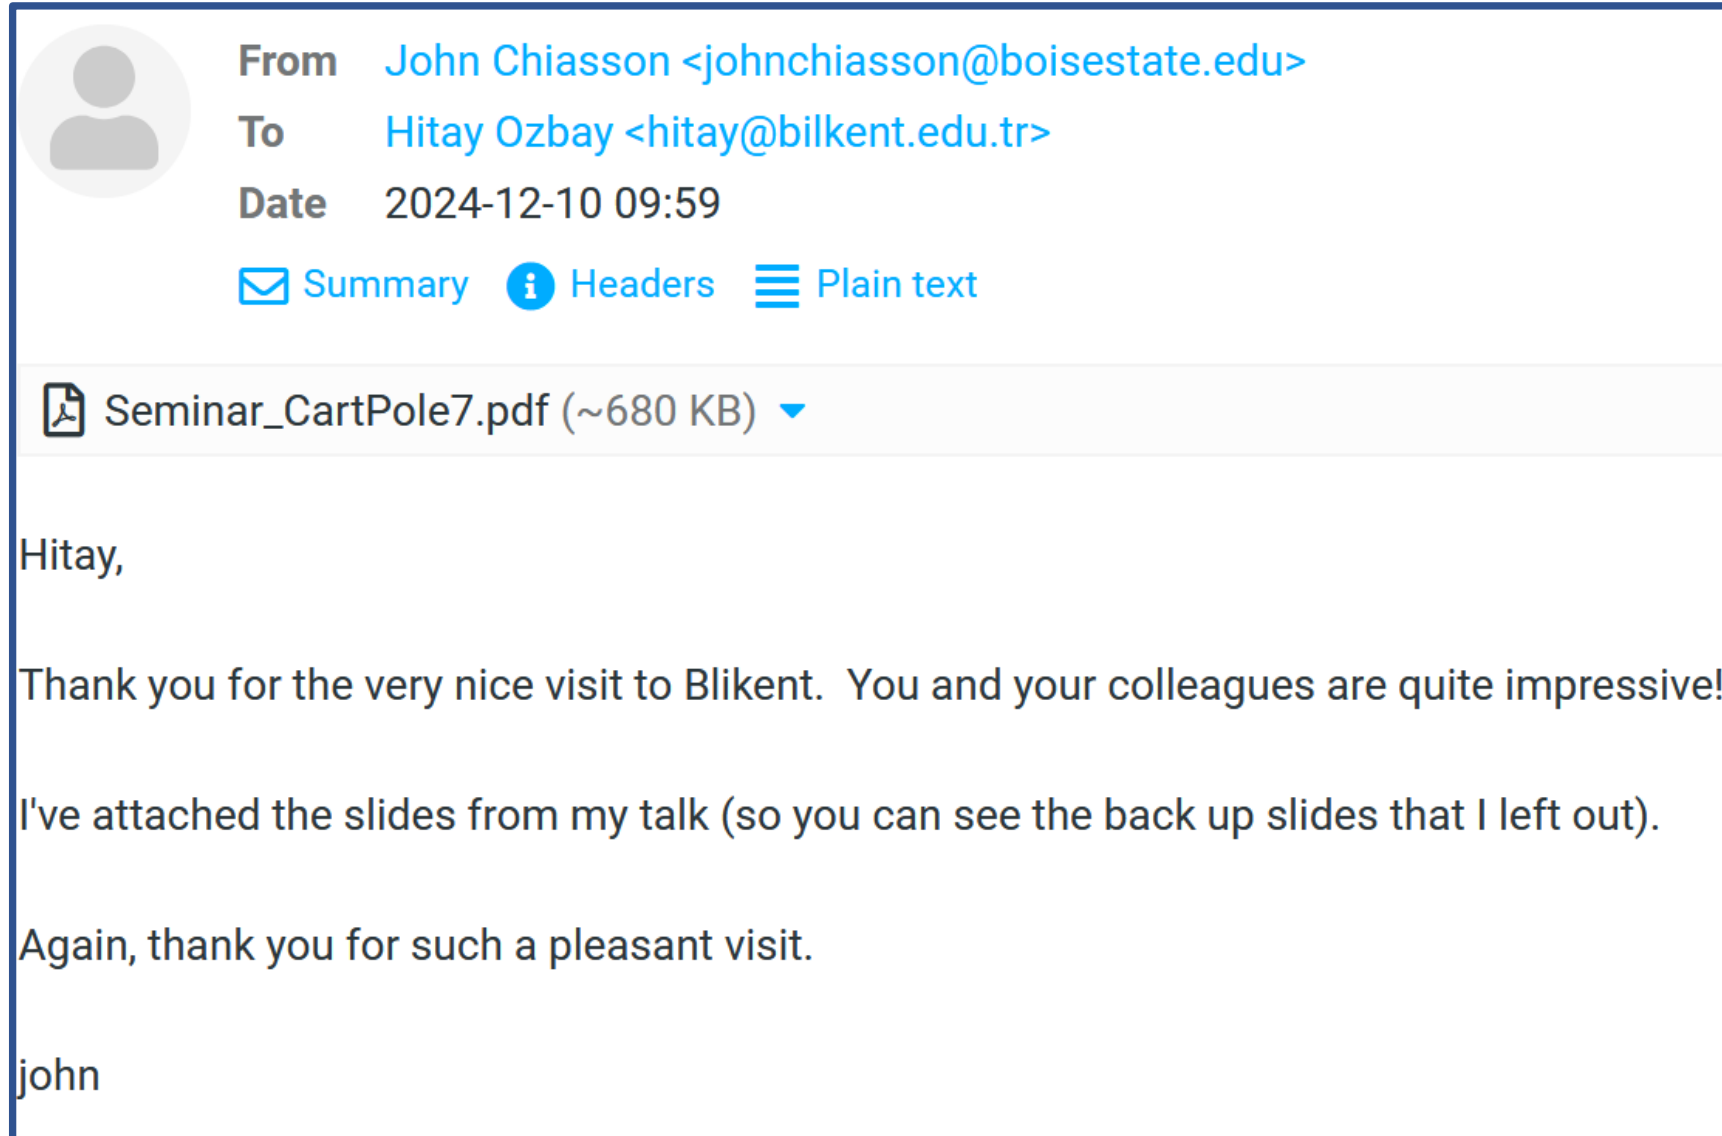 From John Chiasson <johnchiasson@boisestate.edu>
To Hitay Ozbay <hitay@bilkent.edu.tr>
Date 2024-12-10 09:59
Summary Headers Plain text
Seminar_CartPole7.pdf (~680 KB)
Hitay,
Thank you for the very nice visit to Blikent.  You and your colleagues are quite impressive!
I've attached the slides from my talk (so you can see the back up slides that I left out).
Again, thank you for such a pleasant visit.
john